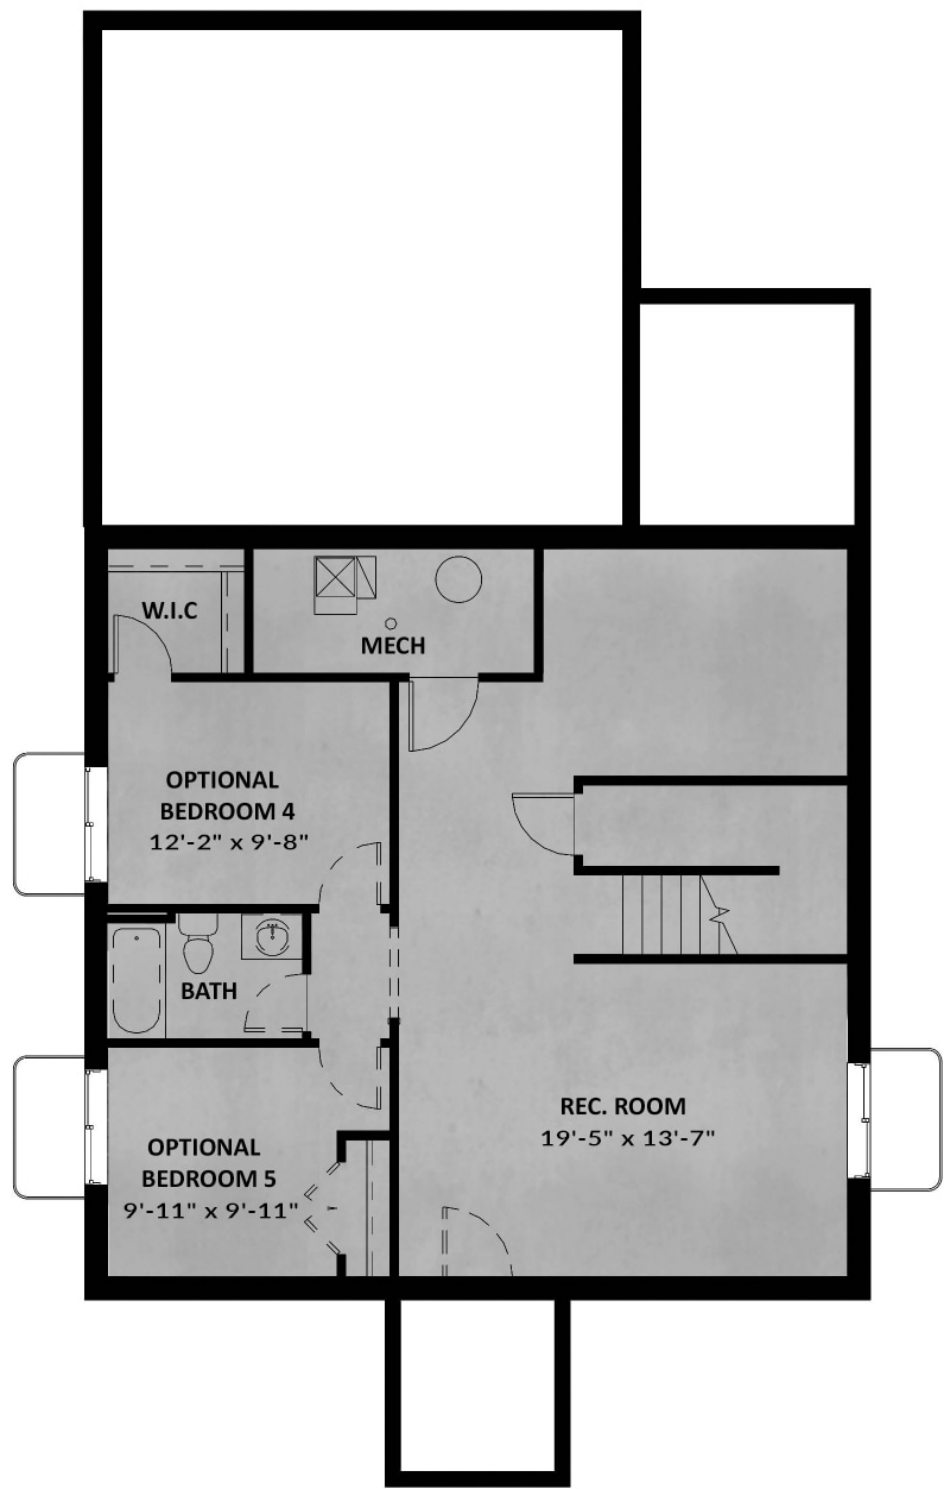 W.I.C
MECH
OPTIONAL
BEDROOM 4
12'-2" x 9'-8"
BATH
REC. ROOM
19'-5" x 13'-7"
OPTIONAL
BEDROOM 5
9'-11" x 9'-11"